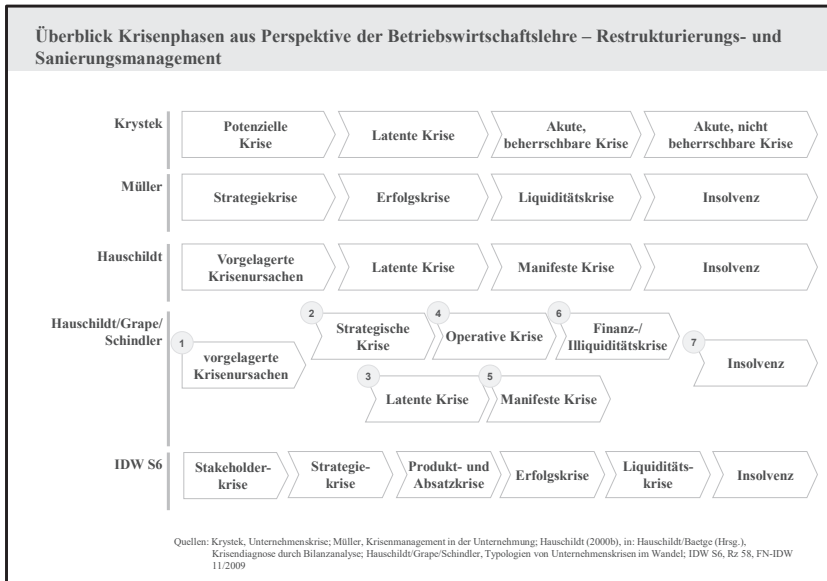 Überblick Krisenphasen aus Perspektive der Betriebswirtschaftslehre – Restrukturierungs- und
Sanierungsmanagement
Krystek
Potenzielle
Krise
Latente Krise
Akute,
beherrschbare Krise
Akute, nicht
beherrschbare Krise
Müller
Strategiekrise
Erfolgskrise
Liquiditätskrise
Insolvenz
Hauschildt
Vorgelagerte
Krisenursachen
Latente Krise
Manifeste Krise
Insolvenz
Hauschildt/Grape/
Schindler
1
vorgelagerte
Krisenursachen
2
Strategische
Krise
3
Latente Krise
4
Operative Krise
5
Manifeste Krise
6
Finanz-/
Illiquiditätskrise
7
Insolvenz
IDW S6
Stakeholder-
krise
Strategie-
krise
Produkt- und
Absatzkrise
Erfolgskrise
Liquiditäts-
krise
Insolvenz
Quellen: Krystek, Unternehmenskrise; Müller, Krisenmanagement in der Unternehmung; Hauschildt (2000b), in: Hauschildt/Baetge (Hrsg.),
Krisendiagnose durch Bilanzanalyse; Hauschildt/Grape/Schindler, Typologien von Unternehmenskrisen im Wandel; IDW S6, Rz 58, FN-IDW
11/2009